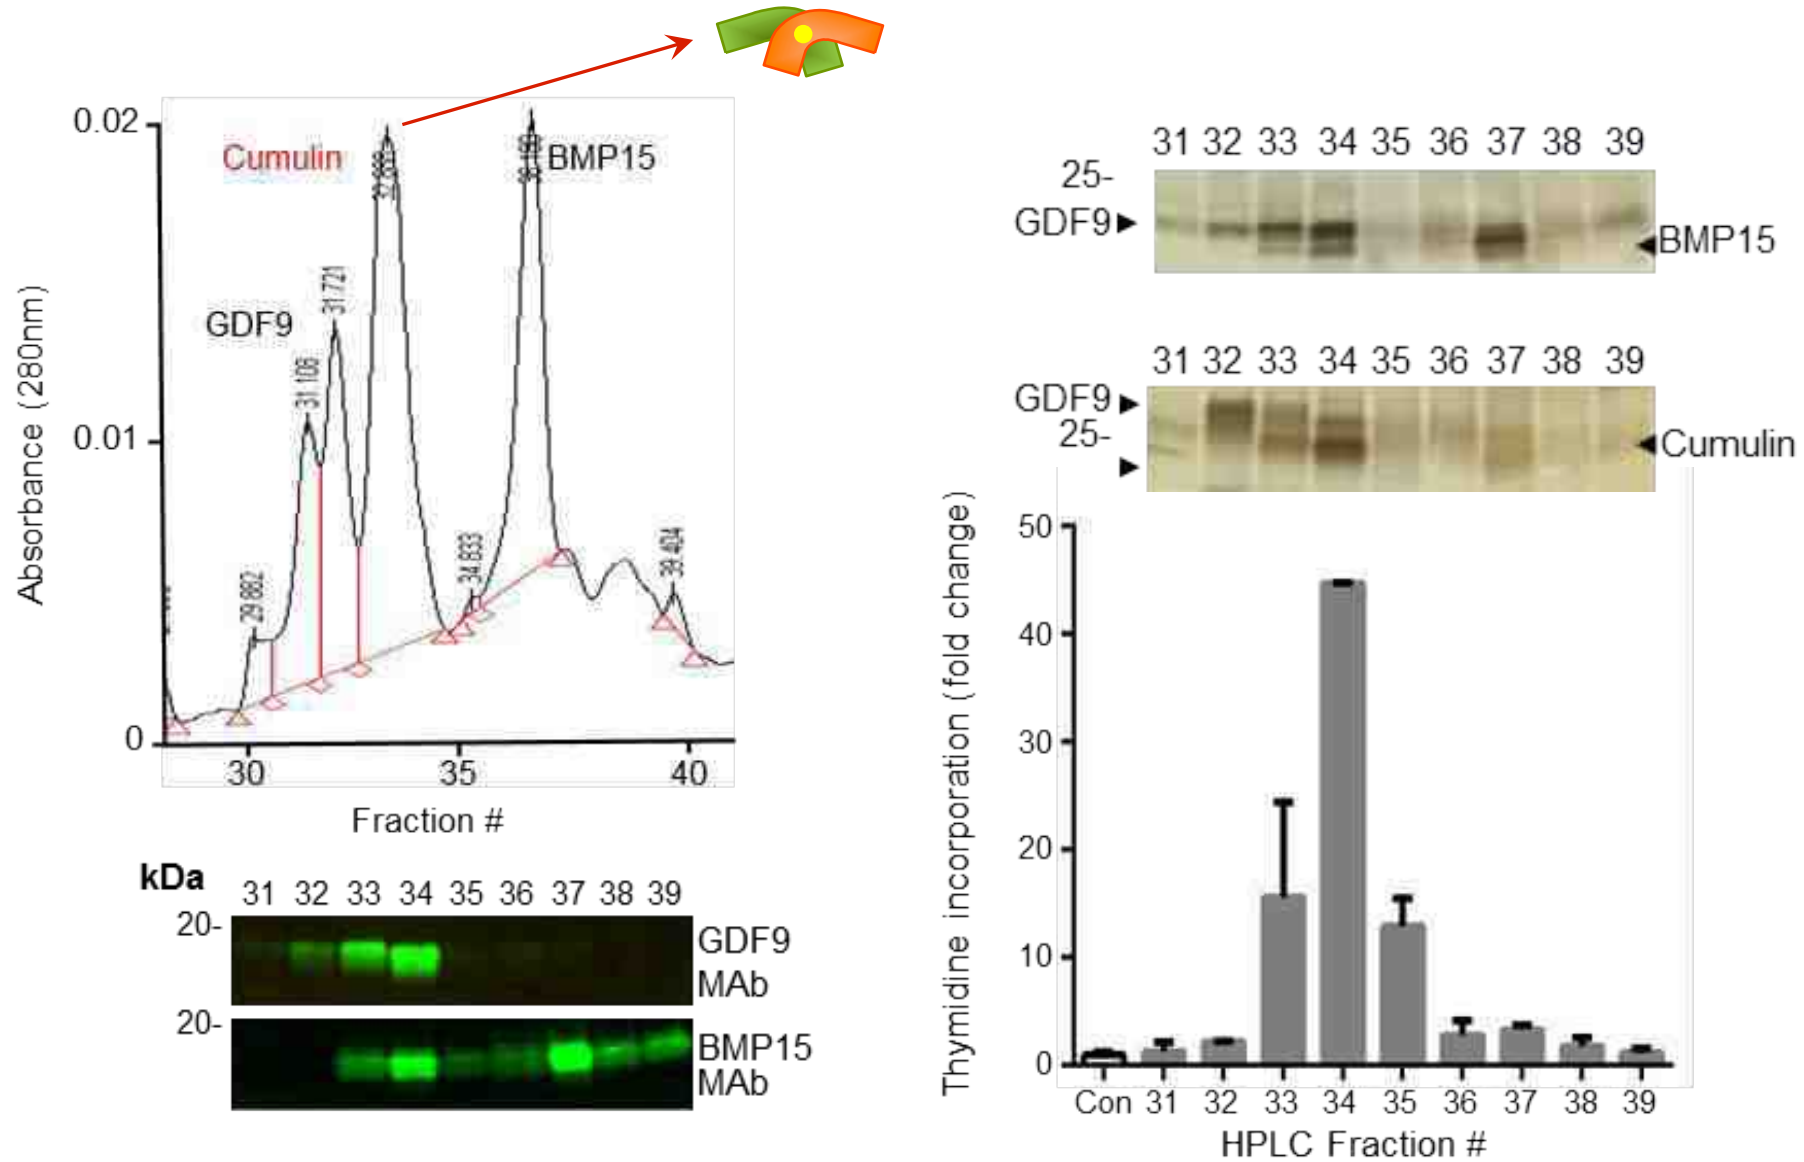 0.02
Cumulin
BMP15
31.721
GDF9
31.106
0.01
Absorbance (280nm)
29.882
34.833
39.404
0
30 35 40
Fraction #
kDa
31 32 33 34 35 36 37 38 39
20-
GDF9
MAb
20-
BMP15
MAb
31 32 33 34 35 36 37 38 39
25-
GDF9
BMP15
31 32 33 34 35 36 37 38 39
GDF9
25-
Cumulin
Thymidine incorporation (fold change)
50
40
30
20
10
0
Con 31 32 33 34 35 36 37 38 39
HPLC Fraction #